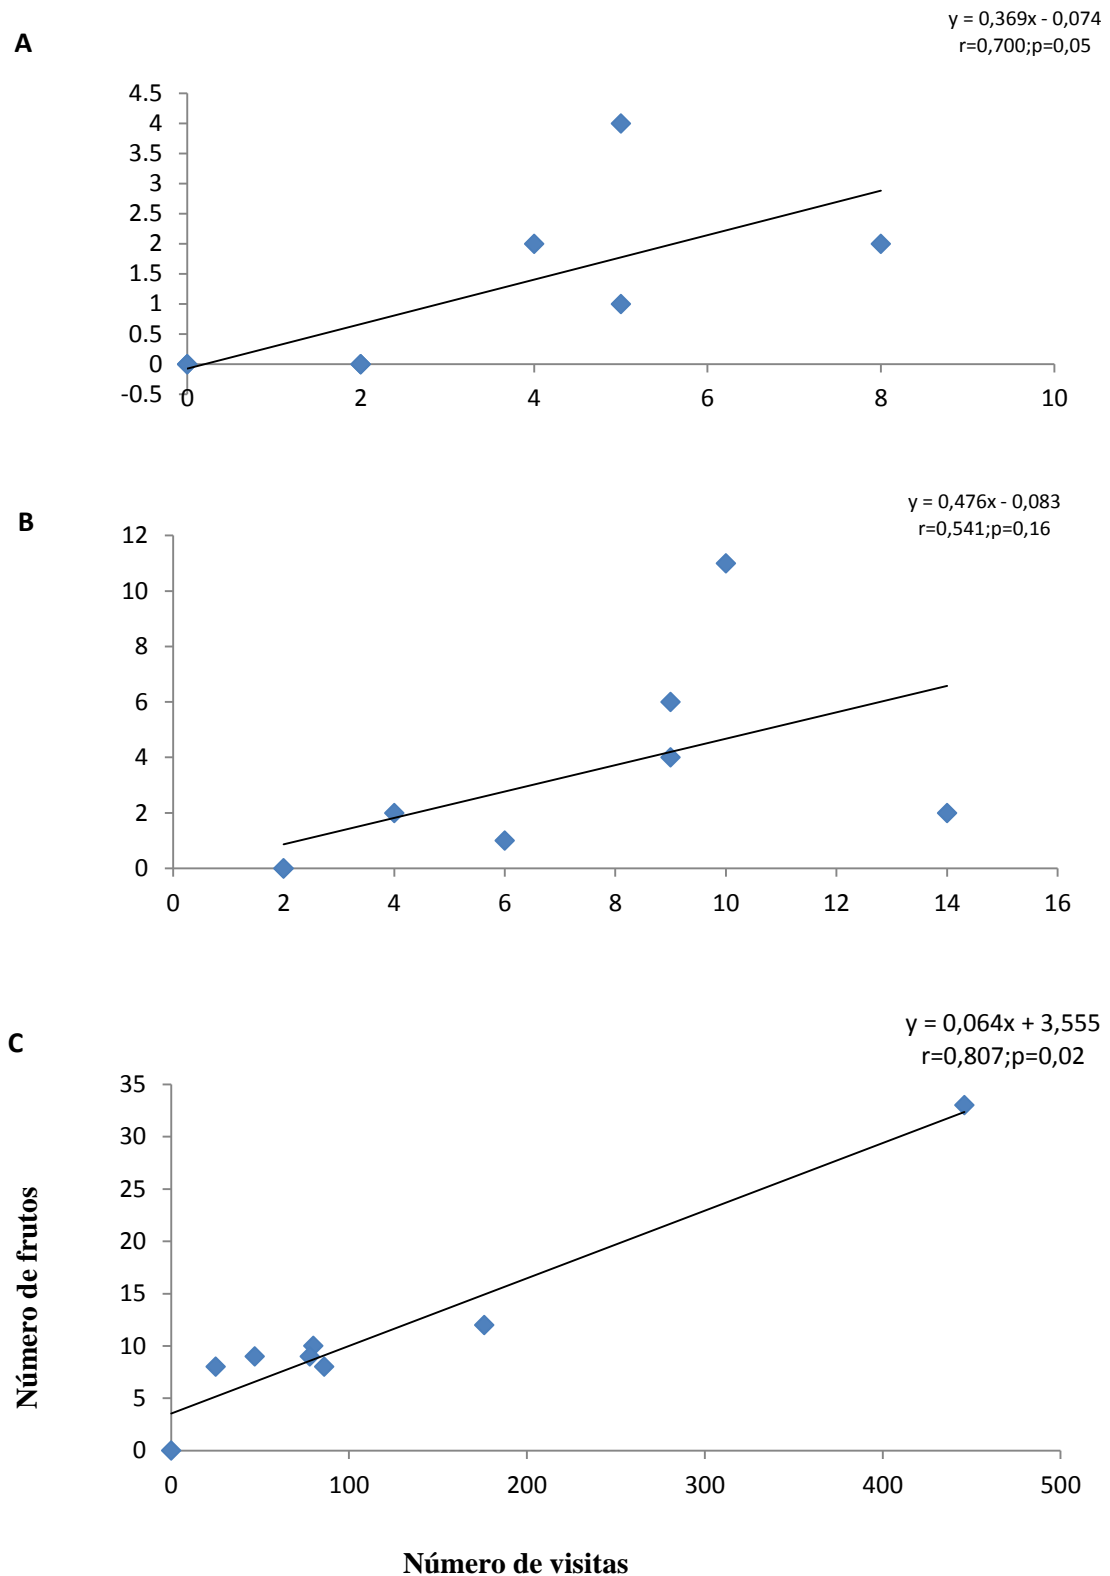 A
y = 0,369x - 0,074
r=0,700;p=0,05
4.5
4
3.5
3
2.5
2
1.5
1
0.5
0
-0.5
0 2 4 6 8 10
B
y = 0,476x - 0,083
r=0,541;p=0,16
12
10
8
6
4
2
0
0 2 4 6 8 10 12 14 16
C
y = 0,064x + 3,555
r=0,807;p=0,02
35
30
25
20
15
10
5
0
0 100 200 300 400 500
Número de frutos
Número de visitas